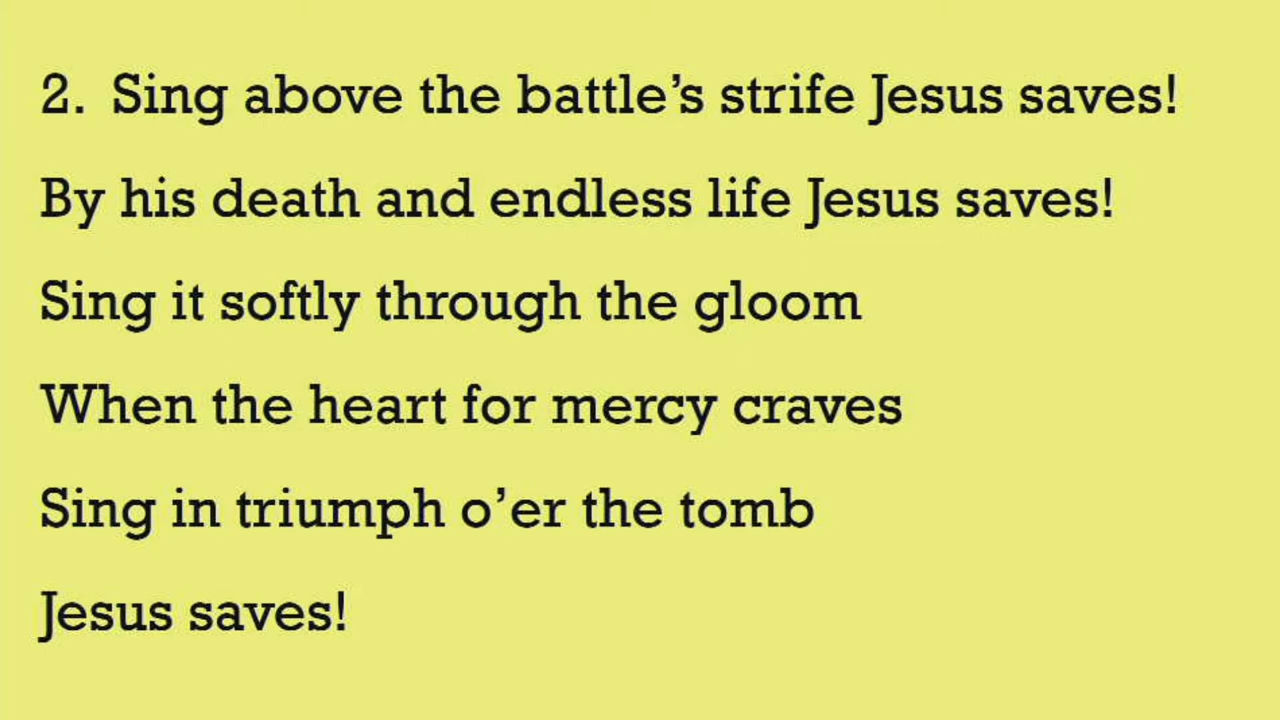 2. Sing above the battle’s strife Jesus saves!
By his death and endless life Jesus saves!
Sing it softly through the gloom
When the heart for mercy craves
Sing in triumph o’er the tomb
Jesus saves!